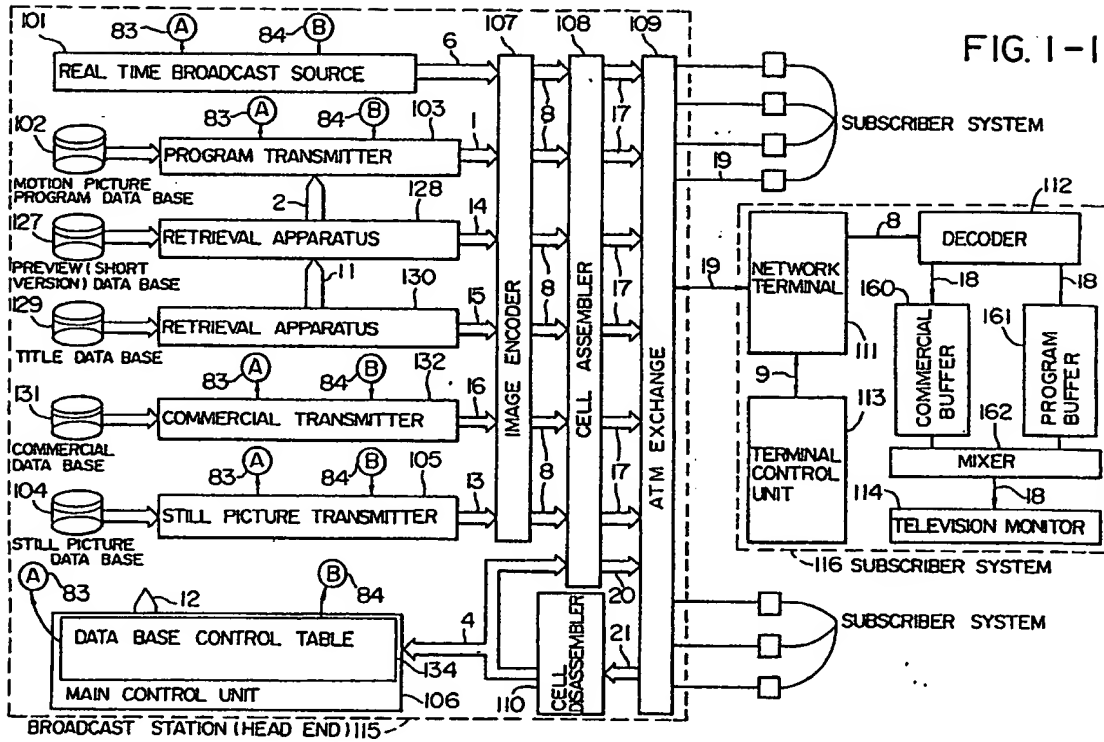 FIG. 1-1
101
83
A
84
B
107
108
109
REAL TIME BROADCAST SOURCE
6
8
17
102
83
A
84
B
103
PROGRAM TRANSMITTER
1
8
17
MOTION PICTURE
PROGRAM DATA BASE
2
128
127
RETRIEVAL APPARATUS
14
8
17
PREVIEW (SHORT
VERSION) DATA BASE
11
130
129
RETRIEVAL APPARATUS
15
8
17
TITLE DATA BASE
83
A
84
B
132
131
COMMERCIAL TRANSMITTER
16
8
17
COMMERCIAL
DATA BASE
83
A
84
B
105
104
STILL PICTURE TRANSMITTER
13
8
17
STILL PICTURE
DATA BASE
IMAGE ENCODER
CELL ASSEMBLER
ATM EXCHANGE
A
83
12
B
84
DATA BASE CONTROL TABLE
134
MAIN CONTROL UNIT
106
4
20
21
CELL
DISASSEMBLER
110
BROADCAST STATION (HEAD END) 115
SUBSCRIBER SYSTEM
19
19
112
NETWORK
TERMINAL
8
DECODER
160
18
18
161
111
COMMERCIAL
BUFFER
PROGRAM
BUFFER
9
113
162
TERMINAL CONTROL
UNIT
MIXER
114
18
TELEVISION MONITOR
116 SUBSCRIBER SYSTEM
SUBSCRIBER SYSTEM